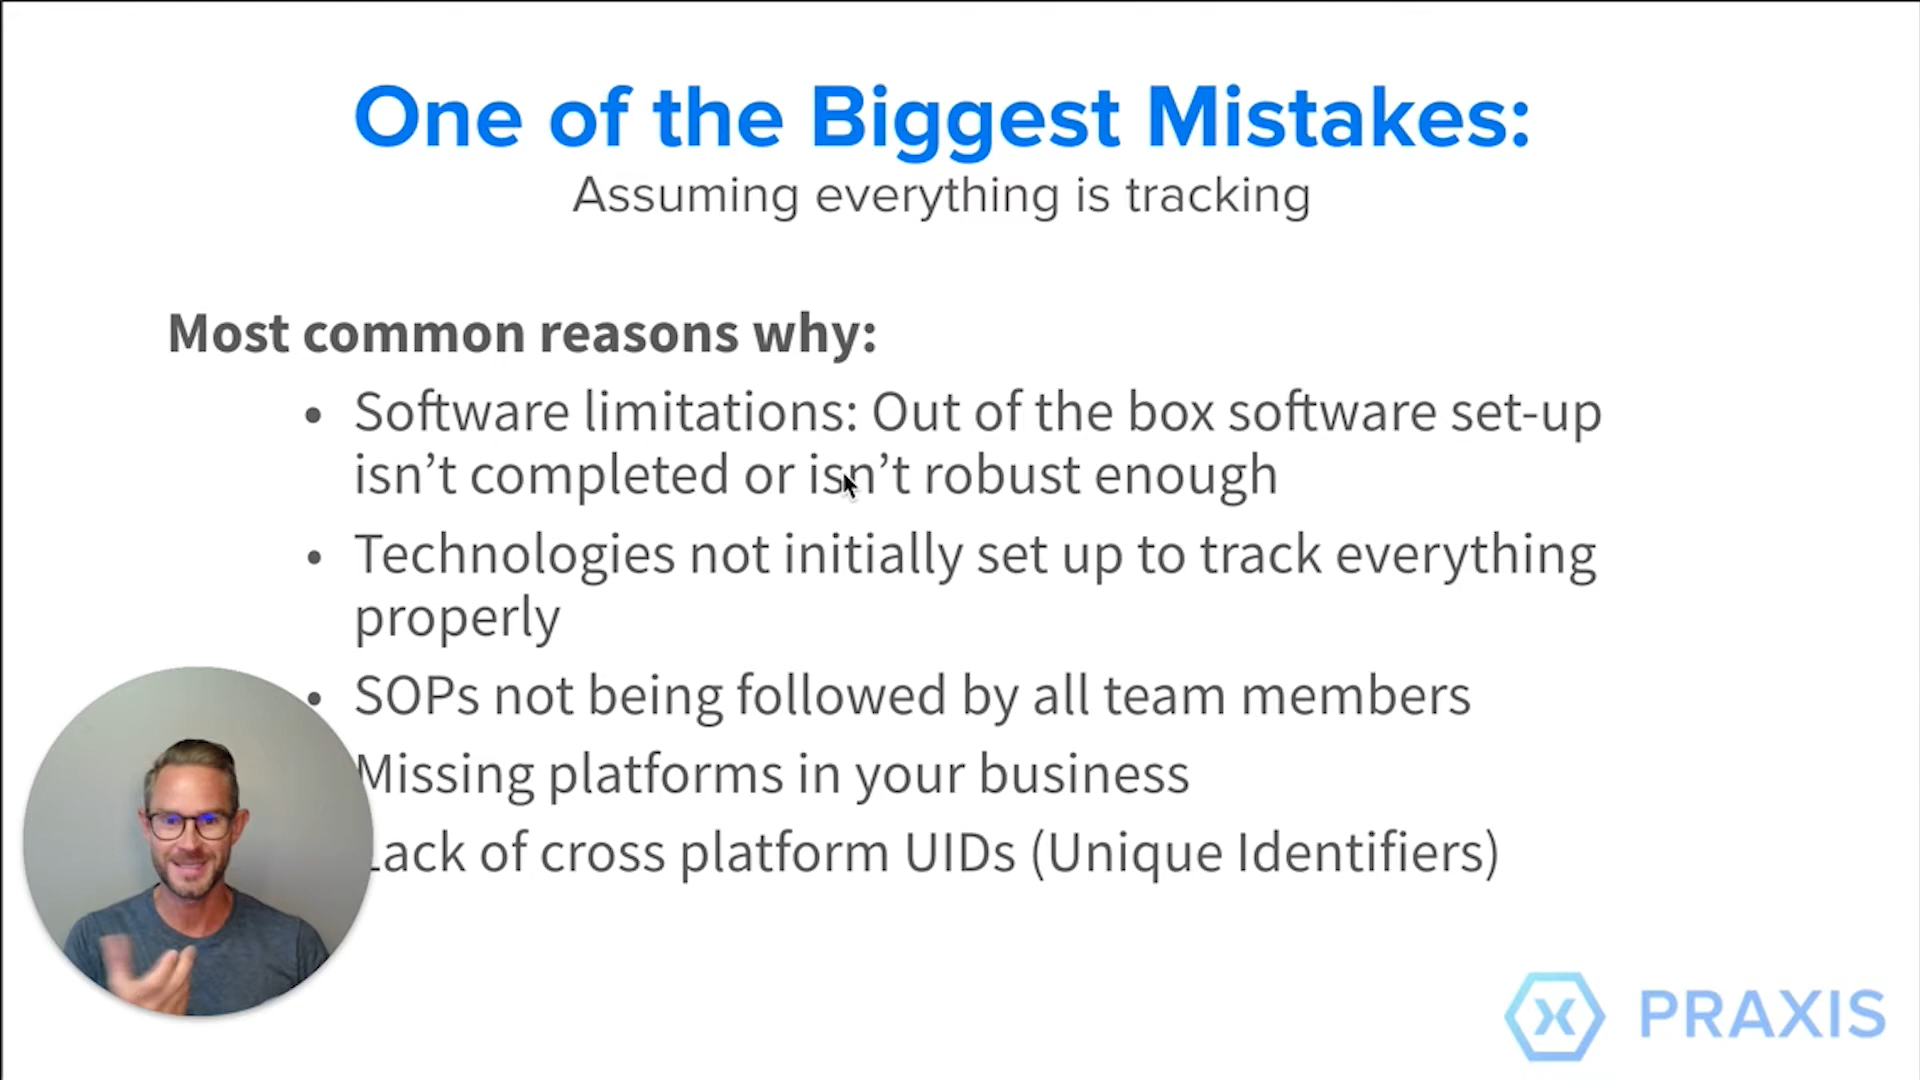 One of the Biggest Mistakes:
Assuming everything is tracking
Most common reasons why:
• Software limitations: Out of the box software set-up
isn’t completed or isn’t robust enough
• Technologies not initially set up to track everything
properly
• SOPs not being followed by all team members
Missing platforms in your business
Lack of cross platform UIDs (Unique Identifiers)
PRAXIS